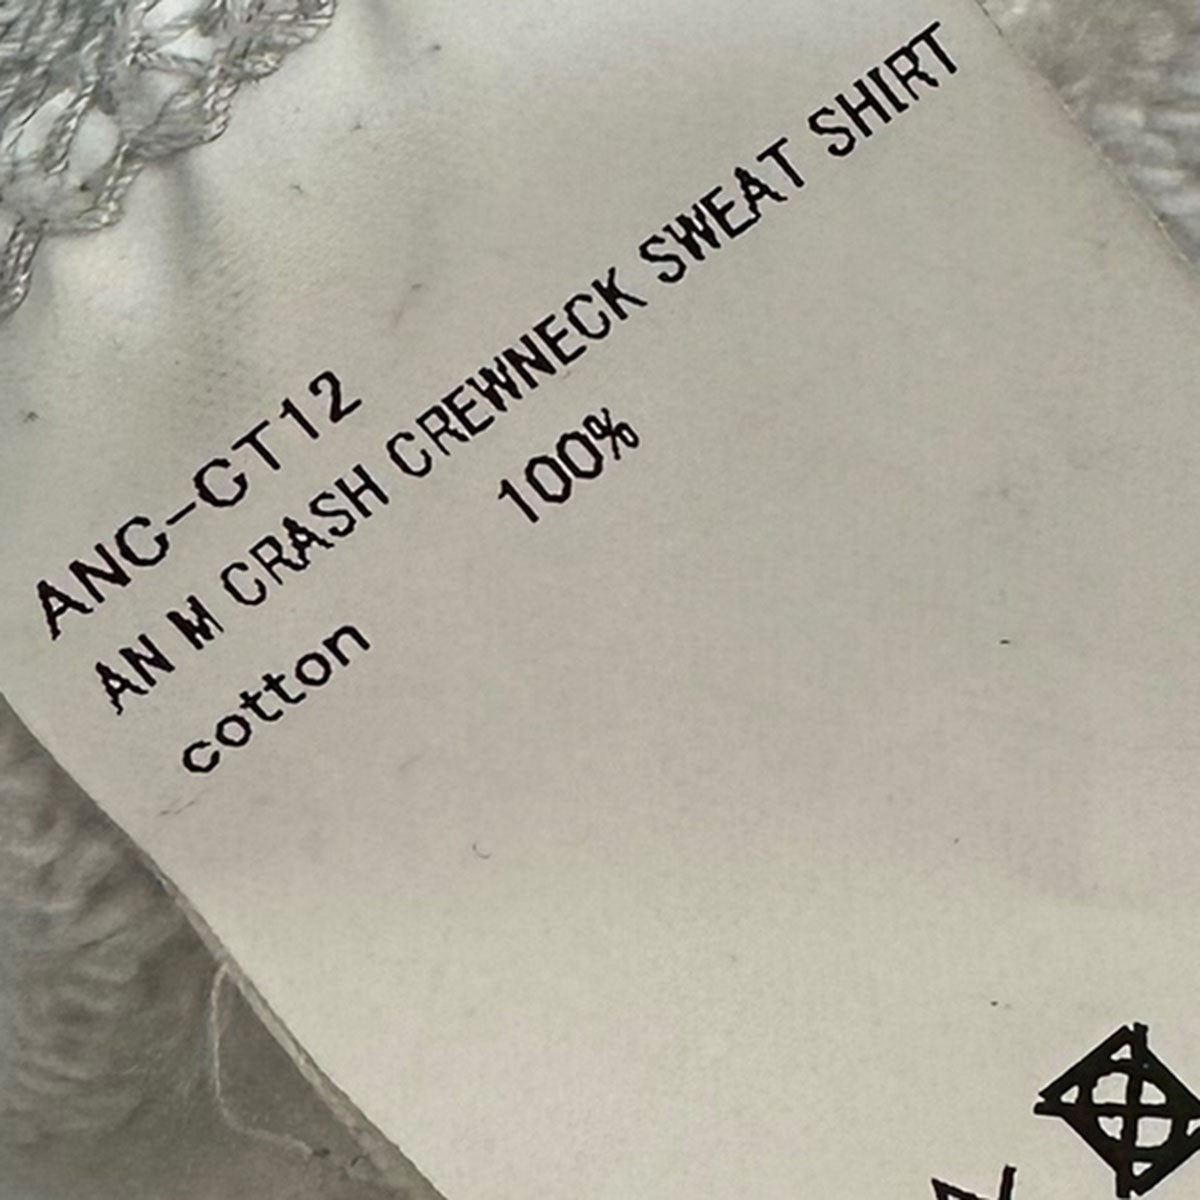 ANC-CT12
AN M CRASH CREWNECK SWEAT SHIRT
100%
cotton